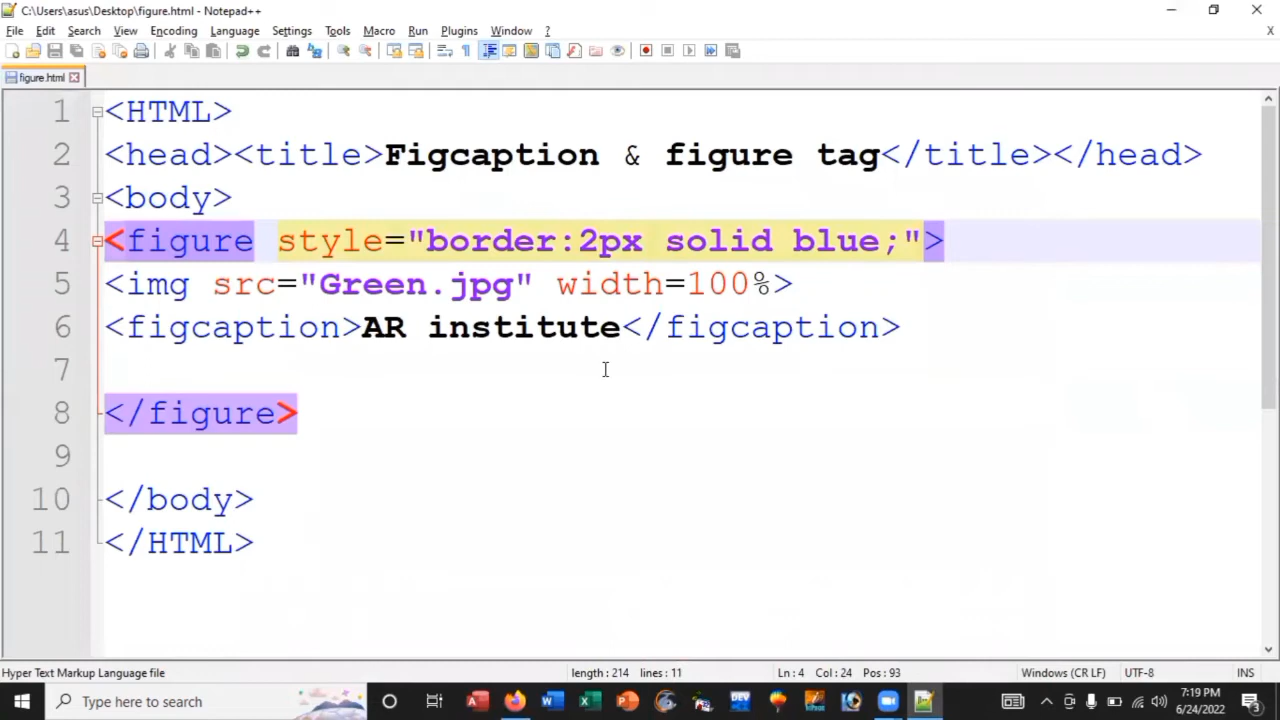 C:\Users\asus\Desktop\figure.html - Notepad++
File Edit Search View Encoding Language Settings Tools Macro Run Plugins Window ? X
figure.html
1 <HTML>
2 <head><title>Figcaption & figure tag</title></head>
3 <body>
4 <figure style="border:2px solid blue;">
5 <img src="Green.jpg" width=100%>
6 <figcaption>AR institute</figcaption>
7
8 </figure>
9
10 </body>
11 </HTML>
Hyper Text Markup Language file length : 214 lines : 11 Ln : 4 Col : 24 Pos : 93 Windows (CR LF) UTF-8 INS
Type here to search
7:19 PM
6/24/2022